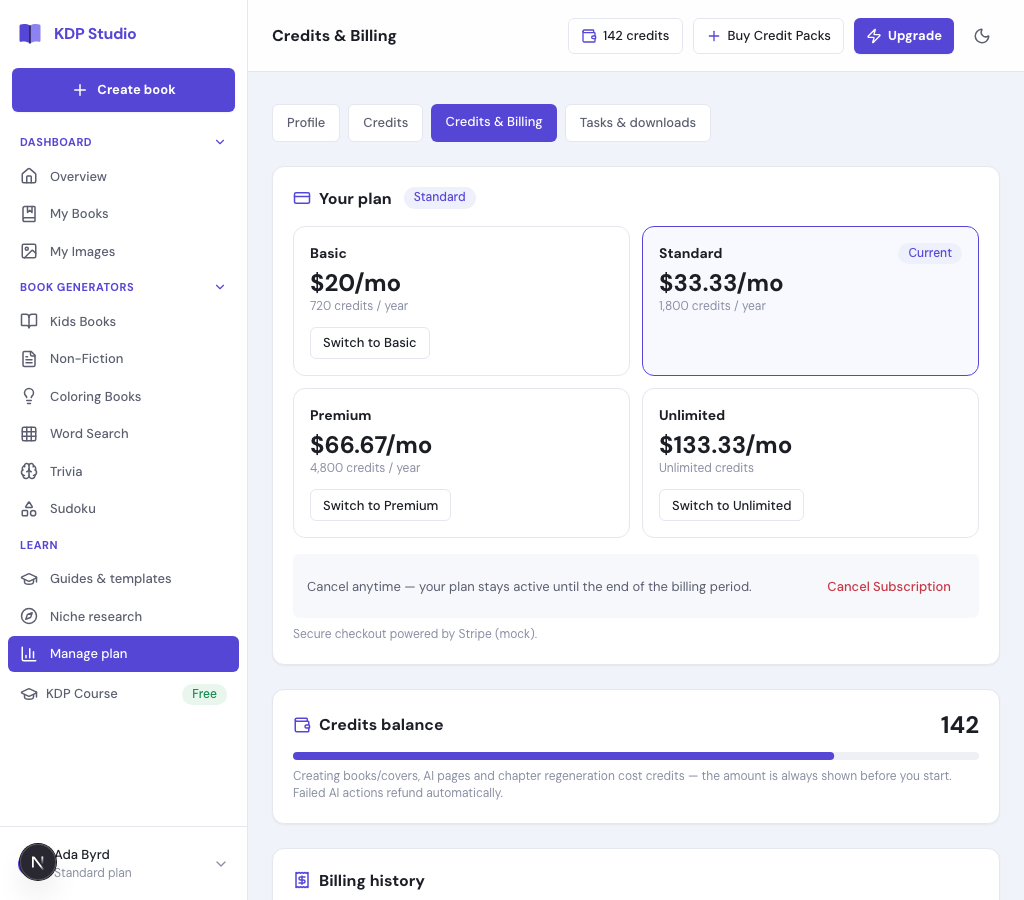 KDP Studio
Create book
DASHBOARD
Overview
My Books
My Images
BOOK GENERATORS
Kids Books
Non-Fiction
Coloring Books
Word Search
Trivia
Sudoku
LEARN
Guides & templates
Niche research
Manage plan
KDP Course Free
N
Ada Byrd
Standard plan
Credits & Billing
142 credits
Buy Credit Packs
Upgrade
Profile
Credits
Credits & Billing
Tasks & downloads
Your plan Standard
Basic
$20/mo
720 credits / year
Switch to Basic
Standard Current
$33.33/mo
1,800 credits / year
Premium
$66.67/mo
4,800 credits / year
Switch to Premium
Unlimited
$133.33/mo
Unlimited credits
Switch to Unlimited
Cancel anytime — your plan stays active until the end of the billing period.
Cancel Subscription
Secure checkout powered by Stripe (mock).
Credits balance 142
Creating books/covers, AI pages and chapter regeneration cost credits — the amount is always shown before you start.
Failed AI actions refund automatically.
Billing history